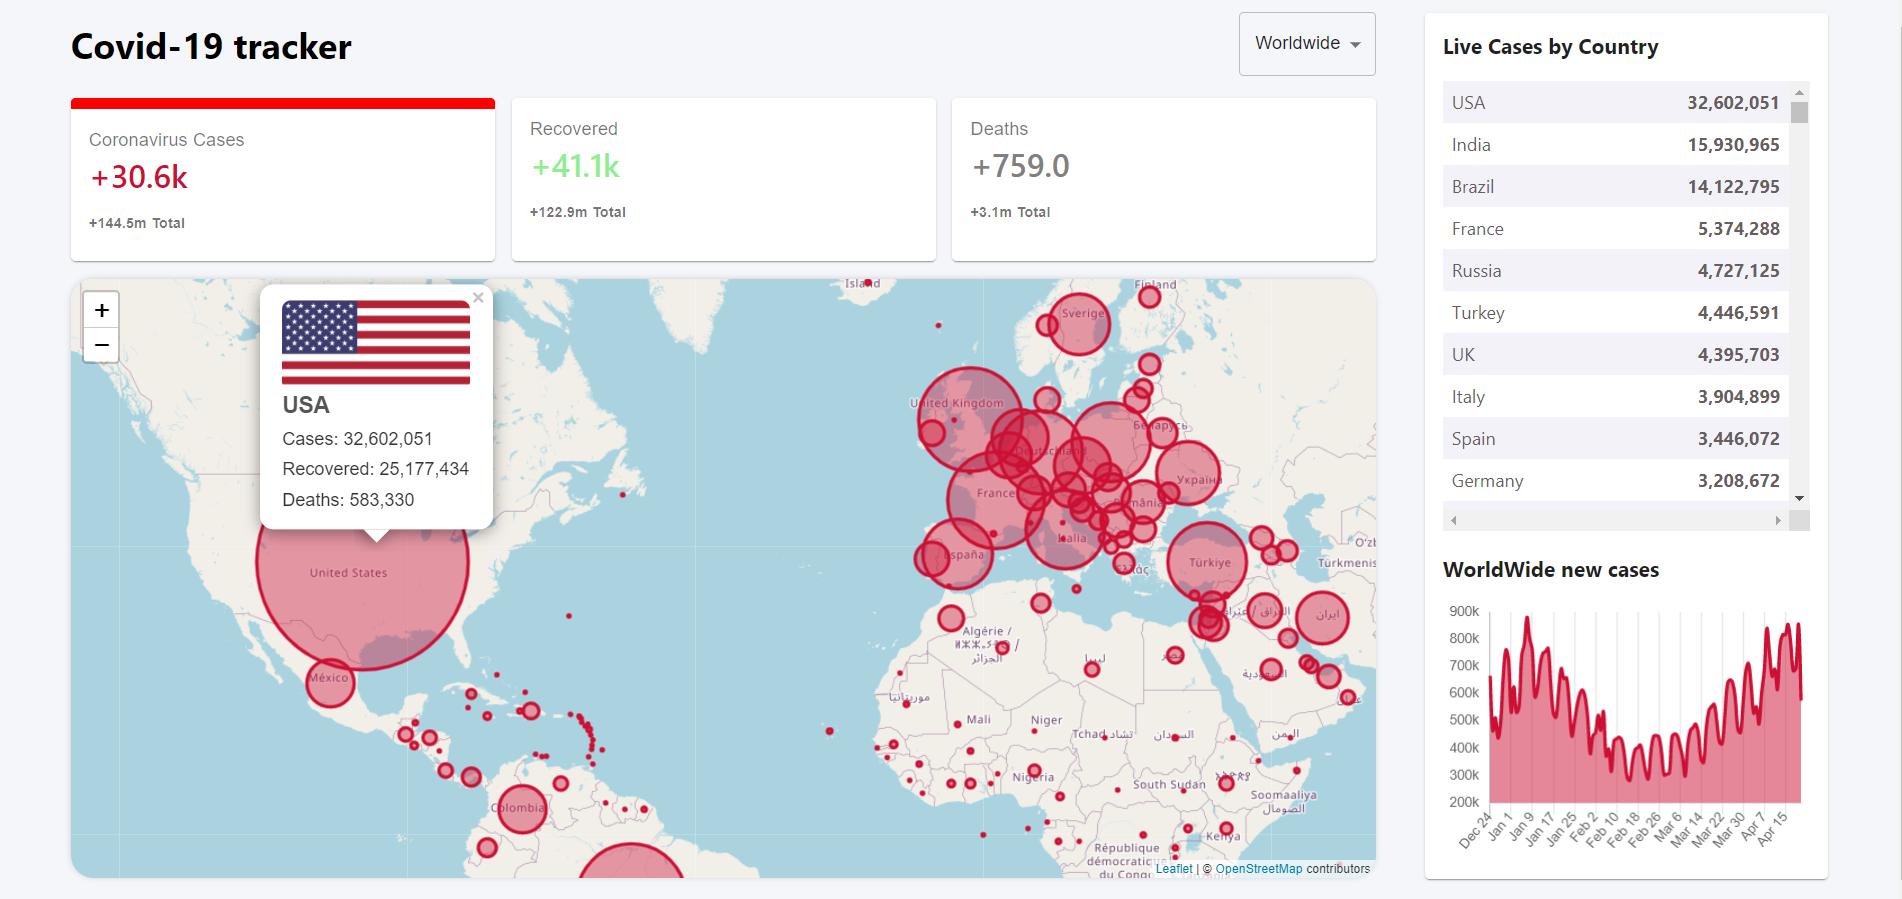 Covid-19 tracker
Worldwide
Coronavirus Cases
+30.6k
+144.5m Total
Recovered
+41.1k
+122.9m Total
Deaths
+759.0
+3.1m Total
+
−
×
USA
Cases: 32,602,051
Recovered: 25,177,434
Deaths: 583,330
Island
Finland
Sverige
United Kingdom
Беларусь
Deutschland
France
Україна
România
Italia
España
Ελλάς
Türkiye
Türkmenis
United States
México
Algérie /
الجزائر
ليبيا
مصر
العراق /
ایران
السعودية
عمان
موريتانيا
Mali
Niger
Tchad تشاد
السودان
اليمن
Nigeria
South Sudan
Soomaaliya
الصومال
Colombia
Kenya
République
démocratique
du Congo
Leaflet | © OpenStreetMap contributors
Live Cases by Country
USA 32,602,051
India 15,930,965
Brazil 14,122,795
France 5,374,288
Russia 4,727,125
Turkey 4,446,591
UK 4,395,703
Italy 3,904,899
Spain 3,446,072
Germany 3,208,672
WorldWide new cases
900k
800k
700k
600k
500k
400k
300k
200k
Dec 24
Jan 1
Jan 9
Jan 17
Jan 25
Feb 2
Feb 10
Feb 18
Feb 26
Mar 6
Mar 14
Mar 22
Mar 30
Apr 7
Apr 15